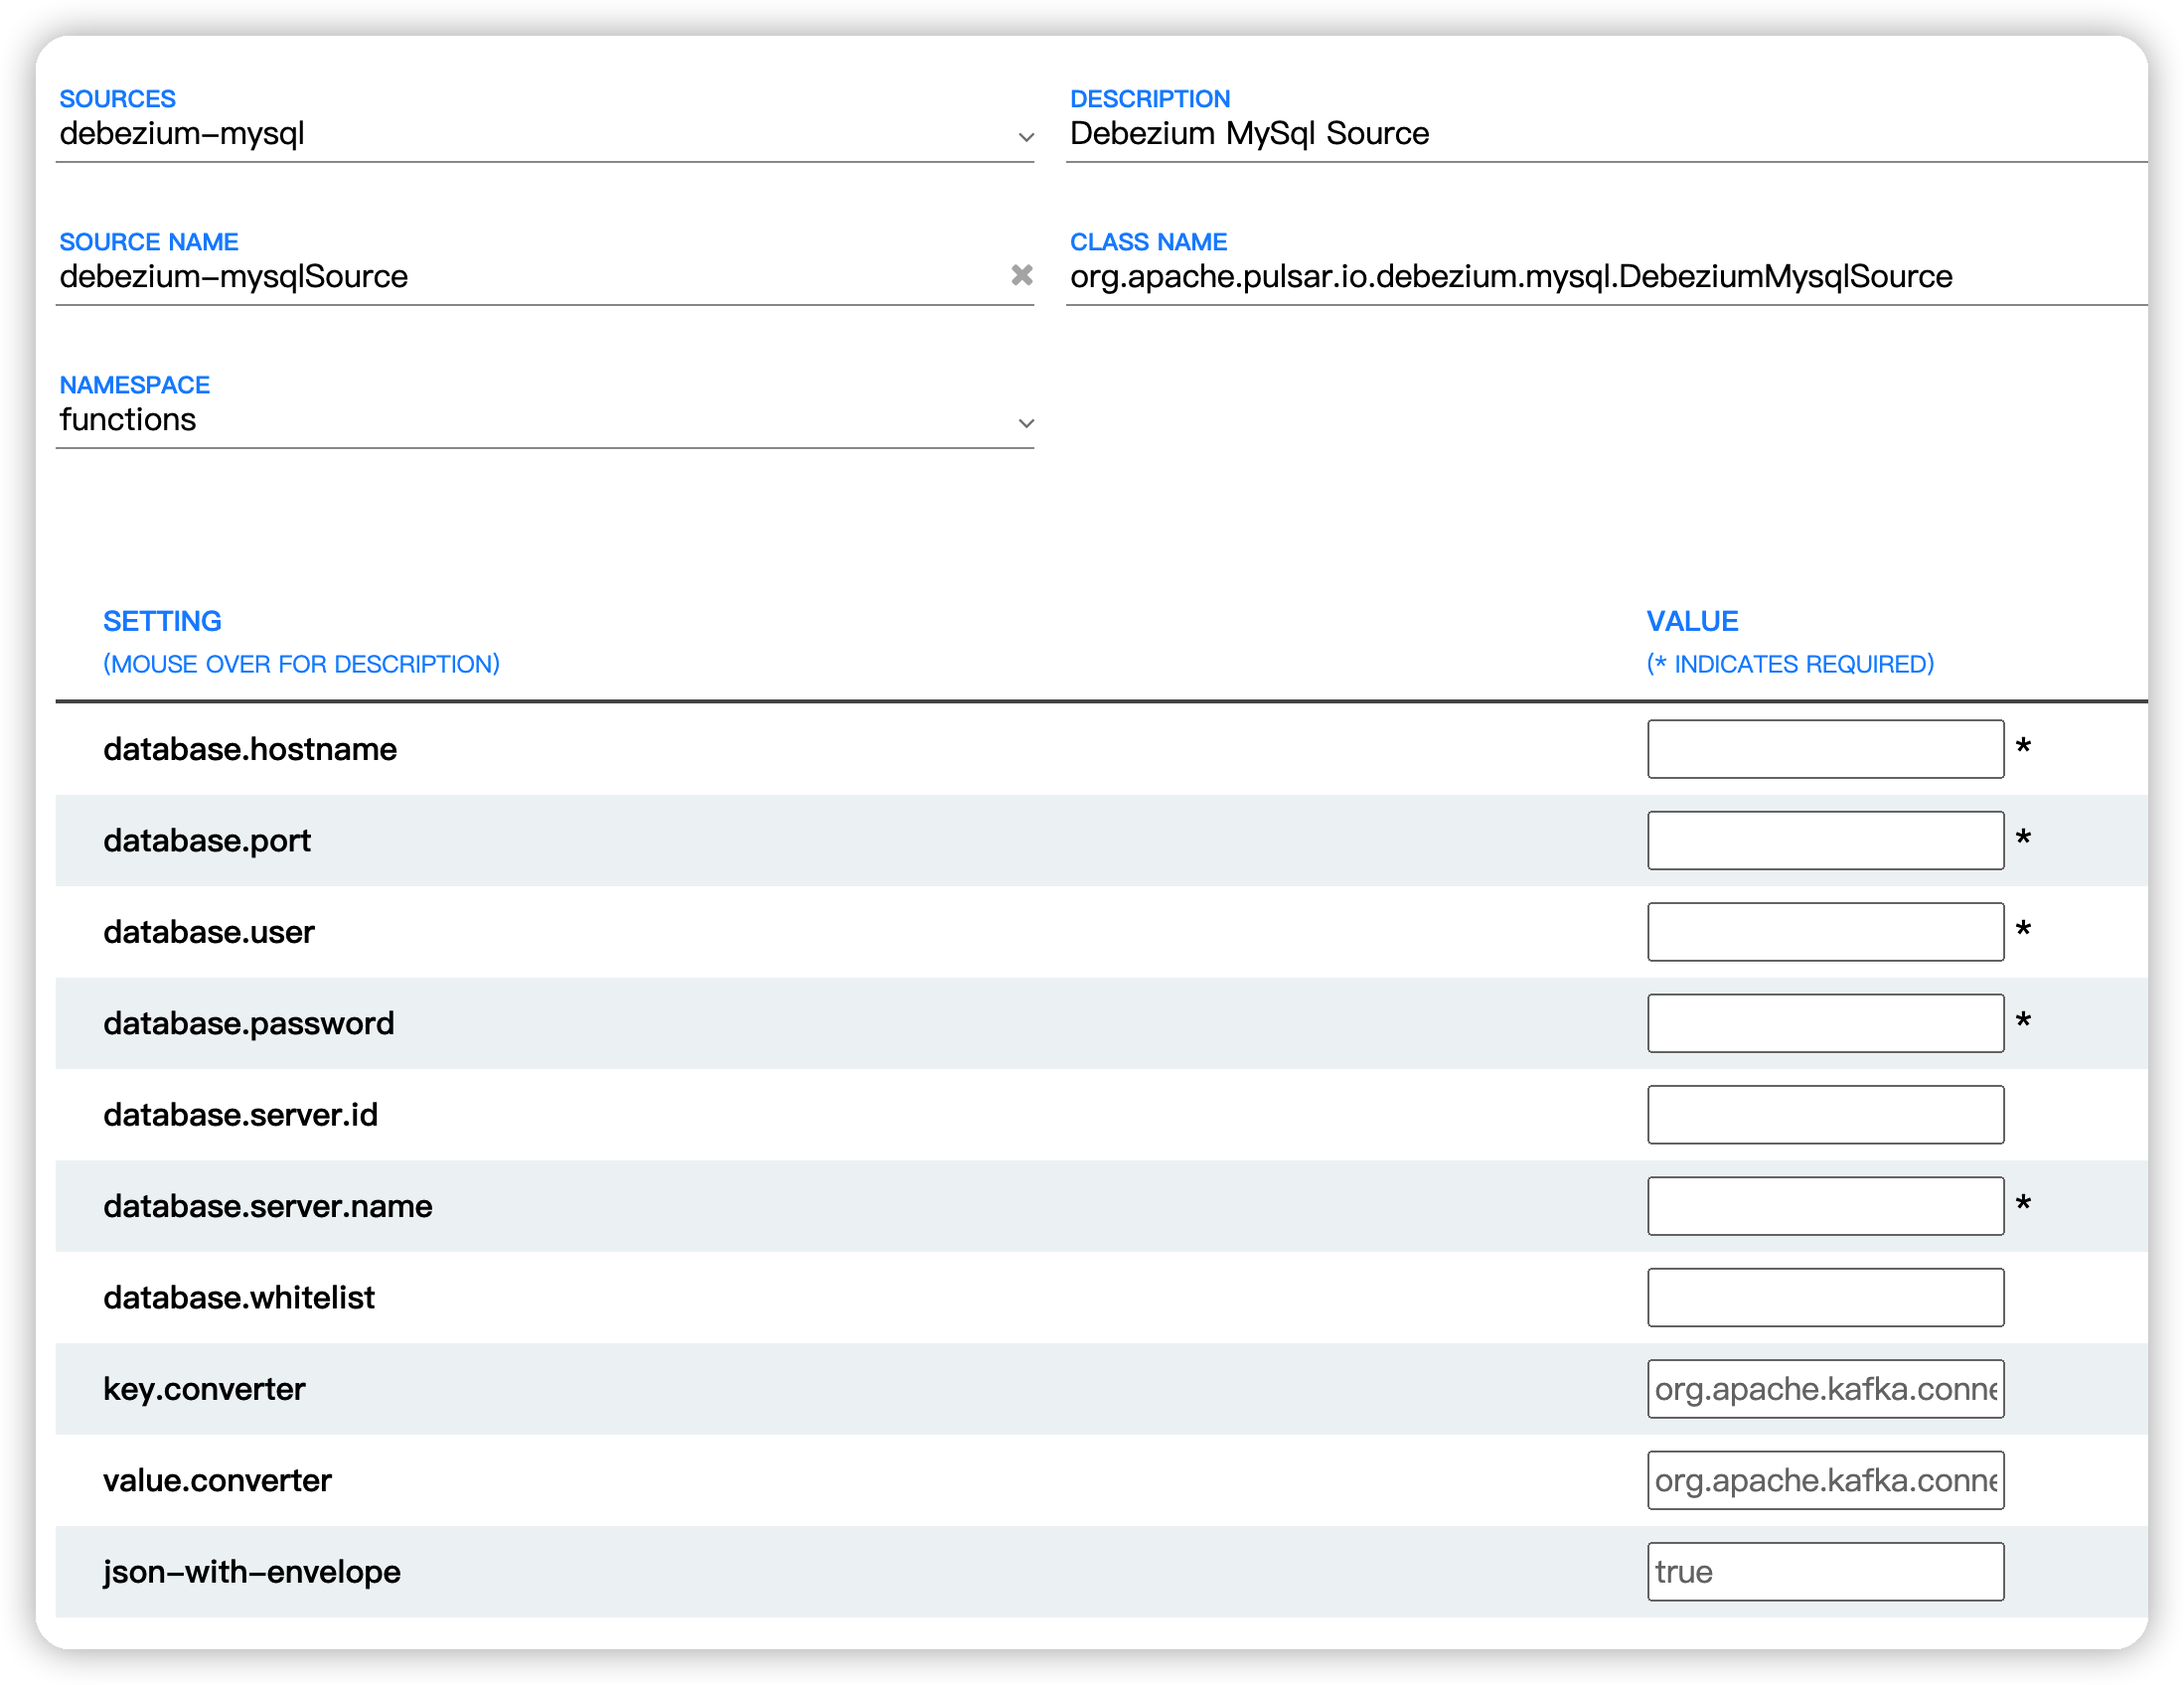 SOURCES
debezium-mysql
DESCRIPTION
Debezium MySql Source
SOURCE NAME
debezium-mysqlSource
CLASS NAME
org.apache.pulsar.io.debezium.mysql.DebeziumMysqlSource
NAMESPACE
functions
SETTING
(MOUSE OVER FOR DESCRIPTION)
VALUE
(* INDICATES REQUIRED)
database.hostname *
database.port *
database.user *
database.password *
database.server.id
database.server.name *
database.whitelist
key.converter org.apache.kafka.conne
value.converter org.apache.kafka.conne
json-with-envelope true